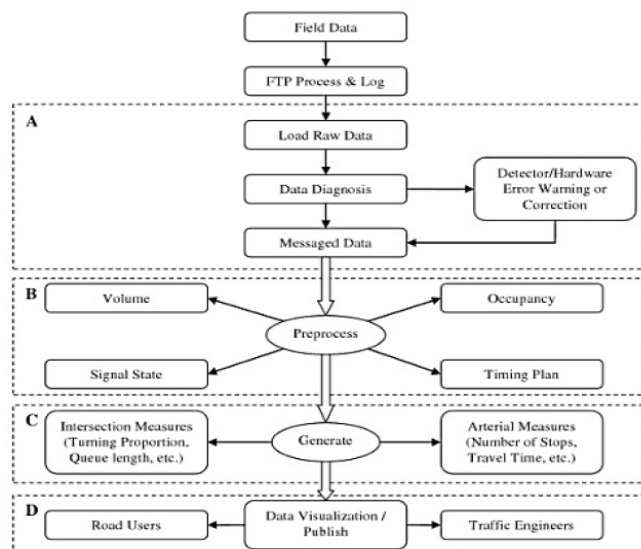 Field Data
FTP Process & Log
A
Load Raw Data
Data Diagnosis
Detector/Hardware
Error Warning or
Correction
Messaged Data
B
Volume
Occupancy
Preprocess
Signal State
Timing Plan
C
Intersection Measures
(Turning Proportion,
Queue length, etc.)
Generate
Arterial Measures
(Number of Stops,
Travel Time, etc.)
D
Road Users
Data Visualization /
Publish
Traffic Engineers